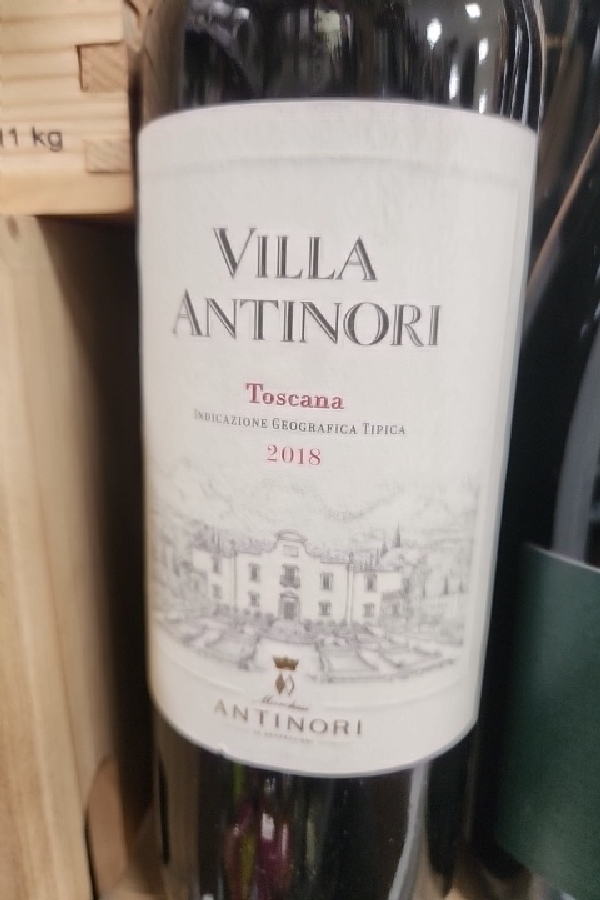 11 kg
VILLA
ANTINORI
Toscana
INDICAZIONE GEOGRAFICA TIPICA
2018
ANTINORI